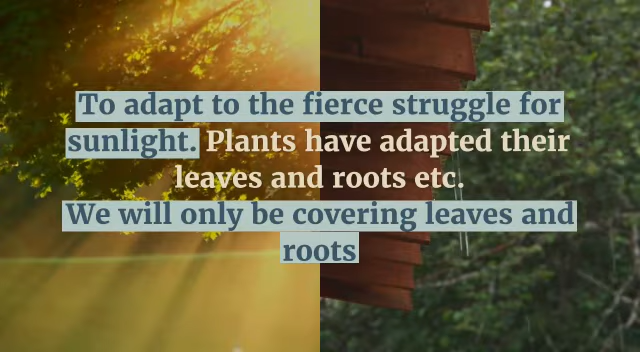 To adapt to the fierce struggle for
sunlight. Plants have adapted their
leaves and roots etc.
We will only be covering leaves and
roots